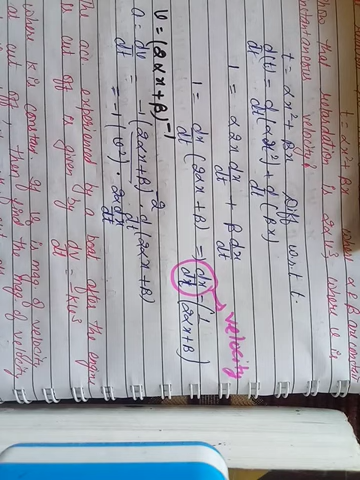 t = αx² + βx where α, β are constant
that retardation is 2αv³, where v is
instantaneous velocity?
t = αx² + βx Diff w.r.t t.
d(t)/dt = d(αx²)/dt + d(βx)/dt
1 = α2x dx/dt + β dx/dt
1 = dx/dt (2αx + β) ⇒ dx/dt = (1/(2αx + β))
velocity
v = (2αx + β)⁻¹
a = dv/dt = -1(2αx + β)⁻² d/dt(2αx + β)
= -1(v²) · 2α dx/dt
The acc experienced by a boat after the engine
is cut off is given by dv/dt = -kv³
where k is constant. If v₀ is mag of velocity
at cut off, then find the mag of velocity